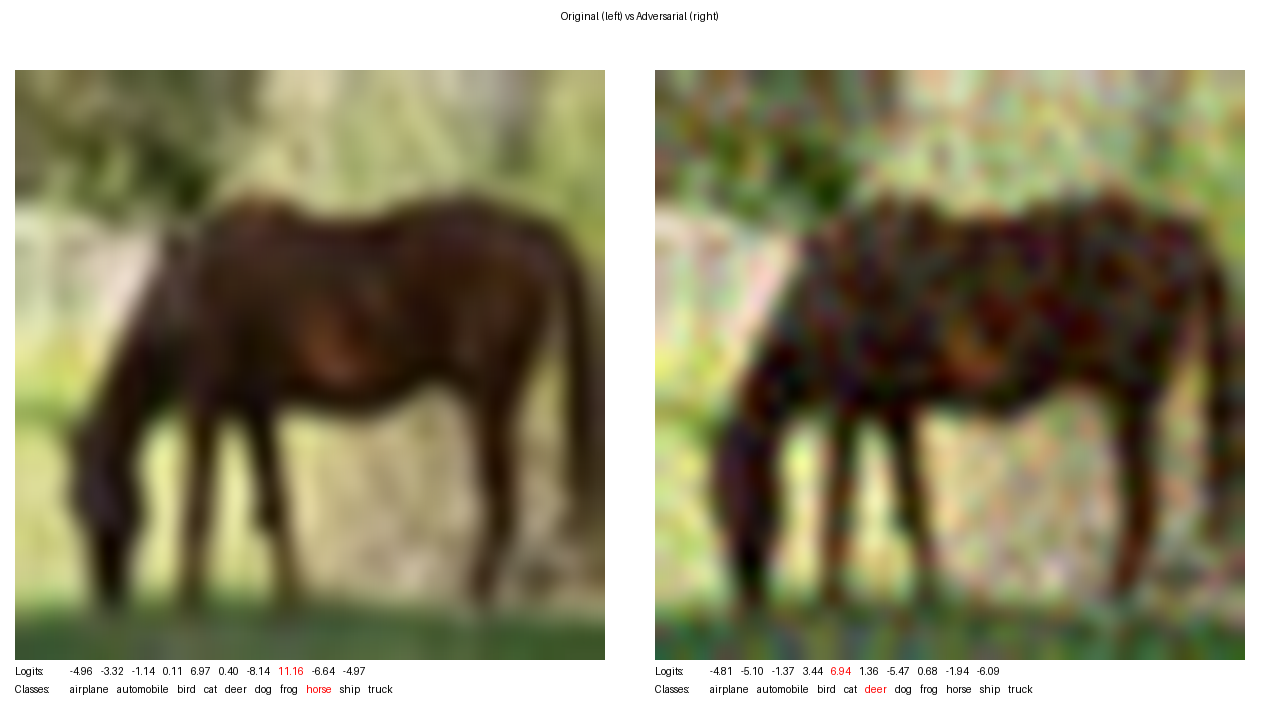 Original (left) vs Adversarial (right)
Logits: -4.96 -3.32 -1.14 0.11 6.97 0.40 -8.14 11.16 -6.64 -4.97
Classes: airplane automobile bird cat deer dog frog horse ship truck
Logits: -4.81 -5.10 -1.37 3.44 6.94 1.36 -5.47 0.68 -1.94 -6.09
Classes: airplane automobile bird cat deer dog frog horse ship truck